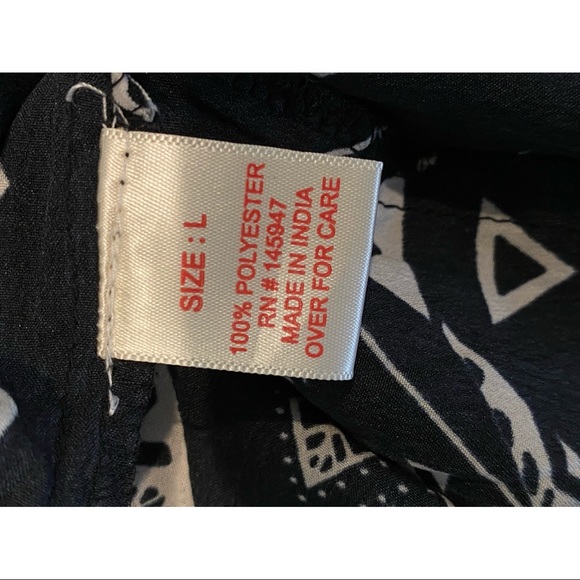 SIZE : L
100% POLYESTER
RN # 145947
MADE IN INDIA
OVER FOR CARE